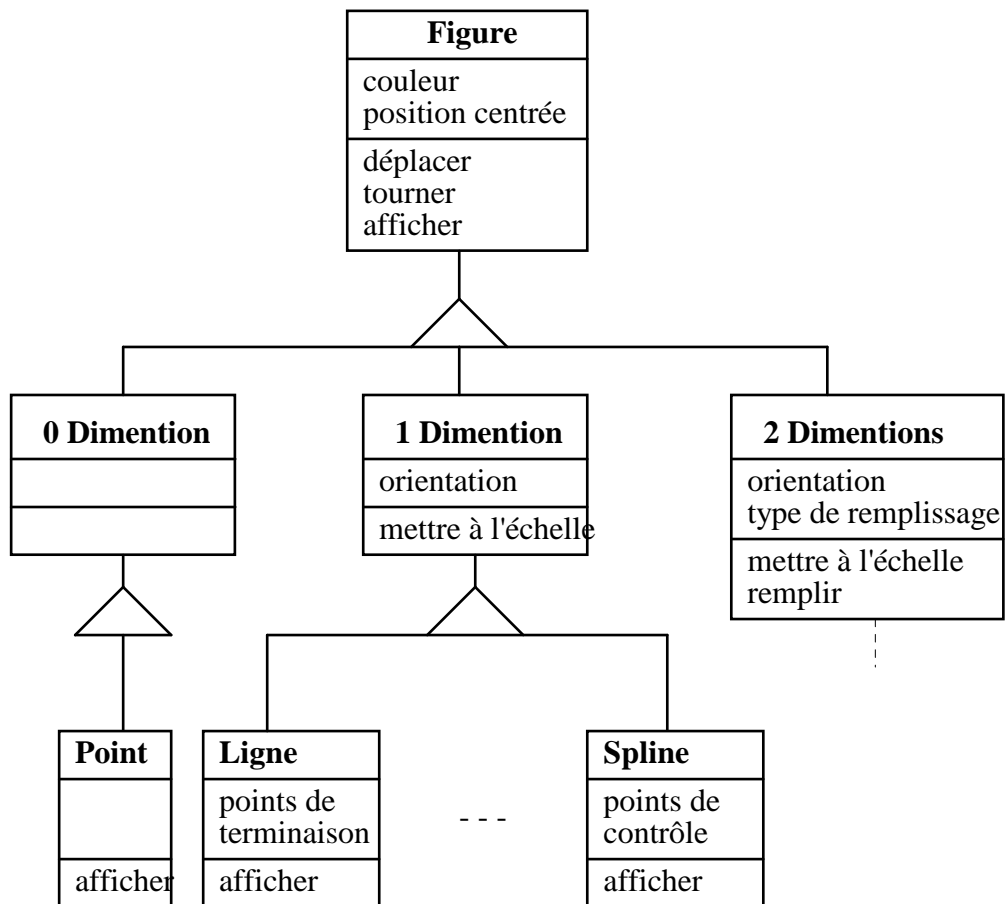 Figure
couleur
position centrée
déplacer
tourner
afficher
0 Dimention
1 Dimention
orientation
mettre à l'échelle
2 Dimentions
orientation
type de remplissage
mettre à l'échelle
remplir
Point
afficher
Ligne
points de
terminaison
afficher
- - -
Spline
points de
contrôle
afficher